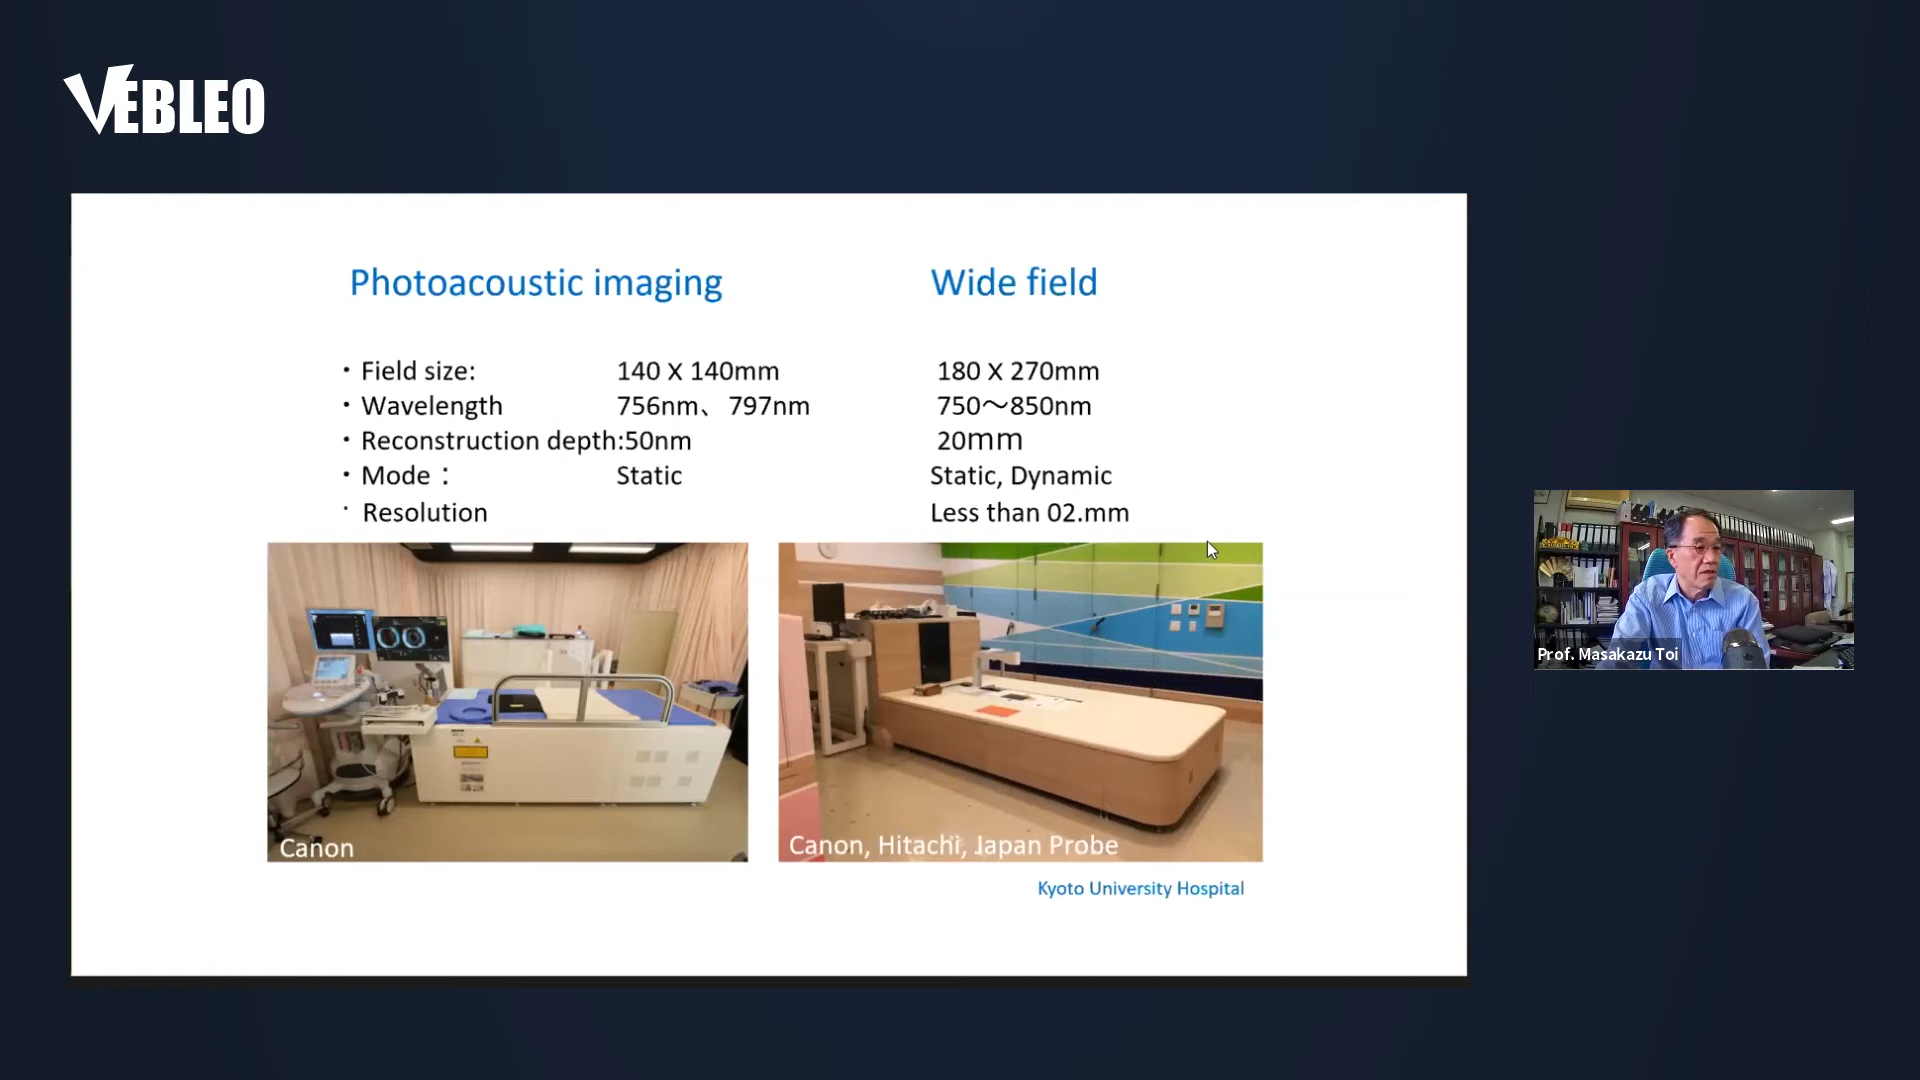 VEBLEO
Photoacoustic imaging Wide field
・Field size: 140 X 140mm 180 X 270mm
・Wavelength 756nm、797nm 750～850nm
・Reconstruction depth:50nm 20mm
・Mode： Static Static, Dynamic
・Resolution Less than 02.mm
Canon Canon, Hitachi, Japan Probe
Kyoto University Hospital
Prof. Masakazu Toi